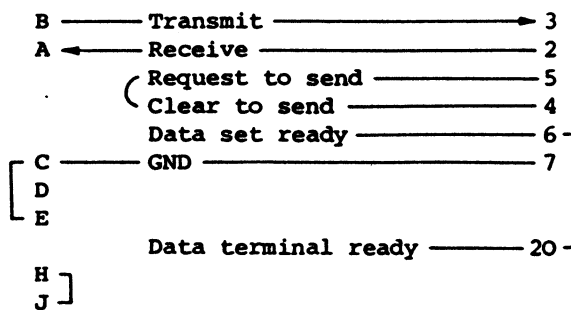 B Transmit 3
A Receive 2
Request to send 5
Clear to send 4
Data set ready 6
C GND 7
D
E
Data terminal ready 20
H
J